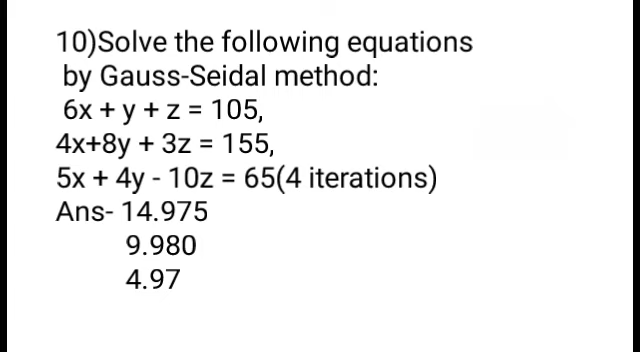 10)Solve the following equations
by Gauss-Seidal method:
6x + y + z = 105,
4x+8y + 3z = 155,
5x + 4y - 10z = 65(4 iterations)
Ans- 14.975
9.980
4.97